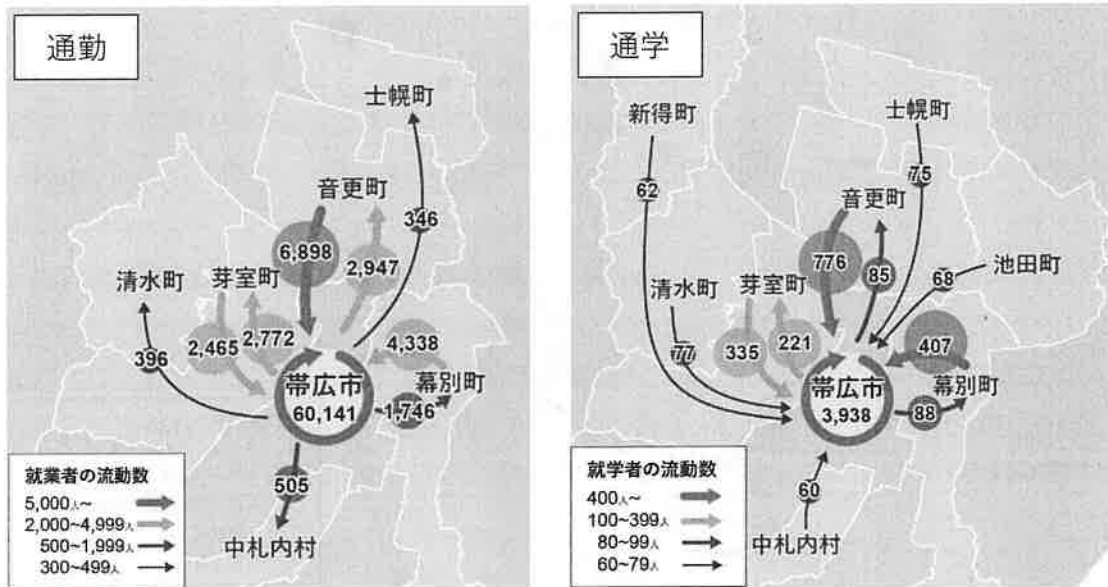 通勤
士幌町
音更町
346
6,898
2,947
清水町
芽室町
2,772
2,465
4,338
396
帯広市
60,141
1,746
幕別町
505
中札内村
就業者の流動数
5,000人～
2,000~4,999人
500~1,999人
300~499人
通学
新得町
士幌町
62
75
音更町
776
85
池田町
68
清水町
芽室町
77
335
221
407
帯広市
3,938
幕別町
88
60
中札内村
就学者の流動数
400人～
100~399人
80~99人
60~79人